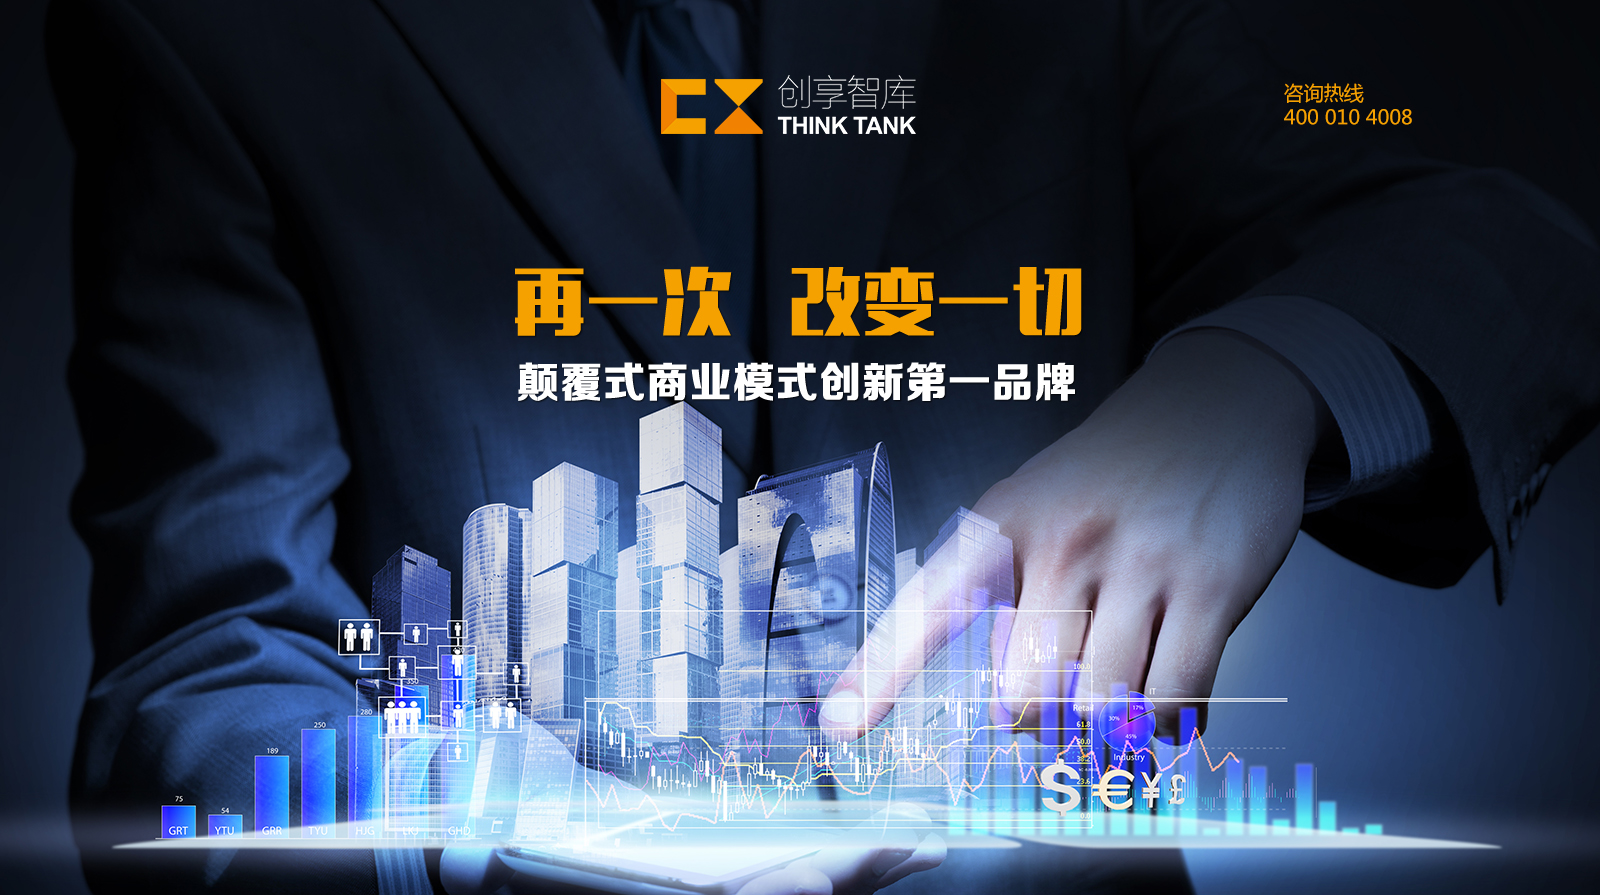 创享智库
THINK TANK
咨询热线
400 010 4008
再一次 改变一切
颠覆式商业模式创新第一品牌
350
280
250
189
75
54
GRT
YTU
GRR
TYU
HJG
LIU
GHD
100.0
Retail
61.8
50.0
38.2
23.6
0.0
IT
17%
30%
45%
Industry
$ € ¥ £